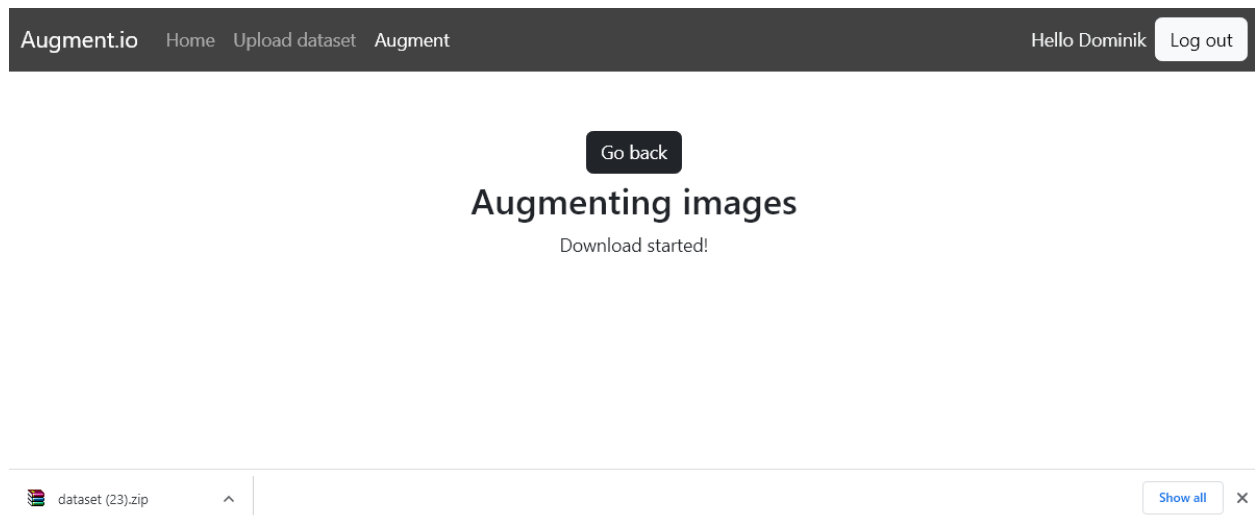 Augment.io Home Upload dataset Augment Hello Dominik Log out
Go back
Augmenting images
Download started!
dataset (23).zip Show all